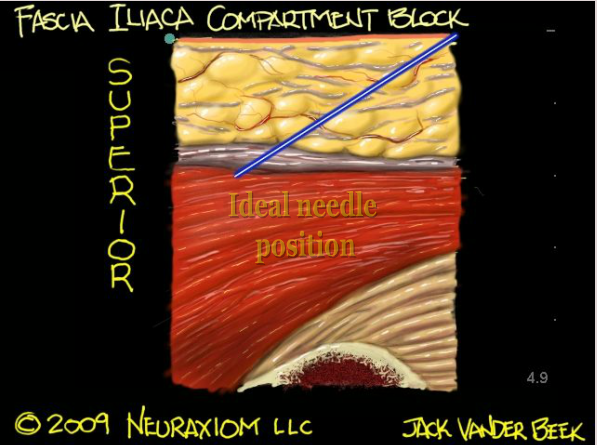 FASCIA ILIACA COMPARTMENT BLOCK
SUPERIOR
Ideal needle
position
4.9
© 2009 NEURAXIOM LLC
JACK VANDER BEEK